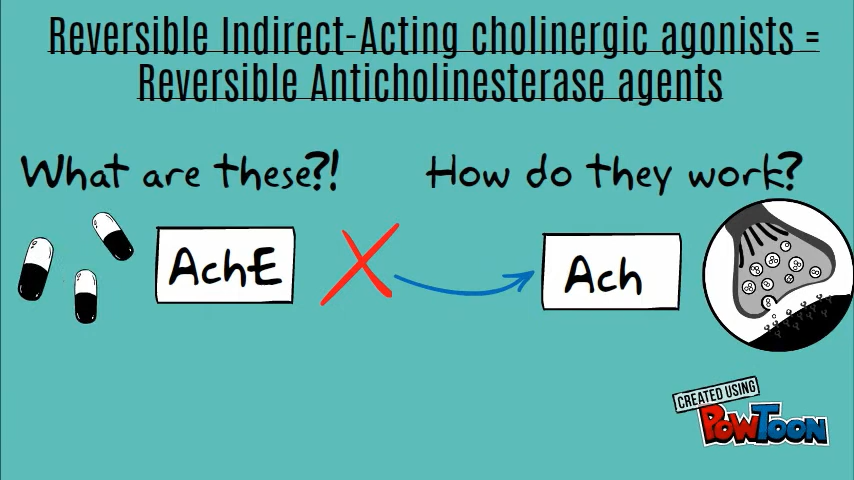 Reversible Indirect-Acting cholinergic agonists =
Reversible Anticholinesterase agents
What are these?!
How do they work?
AchE
Ach
CREATED USING
POWTOON